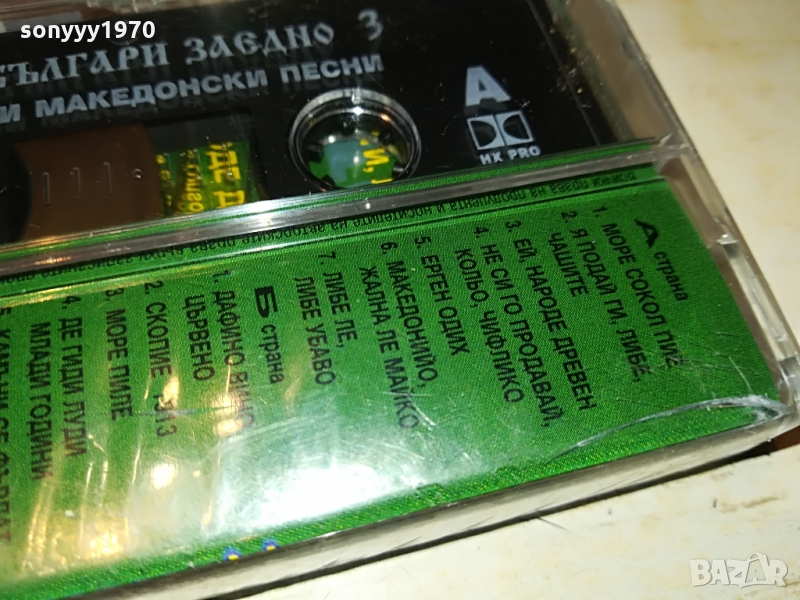 sonyyy1970
БЪЛГАРИ ЗАЕДНО 3
И МАКЕДОНСКИ ПЕСНИ
A
HX PRO
А страна
1. МОРЕ СОКОЛ ПИЕ
2. Я ПОДАЙ ГИ, ЛИБА,
ЧАШИТЕ
3. ЕЙ, НАРОДЕ ДРЕВЕН
4. НЕ СИ ГО ПРОДАВАЙ,
КОЛЬО, ЧИФЛИКО
5. ЕРГЕН ОДИХ
6. МАКЕДОНИЙО,
ЖАЛНА ЛЕ МАЙКО
7. ЛИБЕ ЛЕ,
ЛИБЕ УБАВО
Б страна
1. ДАФИНО ВИНО
ЦЪРВЕНО
2. СКОПИЕ 1913
3. МОРЕ ПИЛЕ
4. ДЕ ГИДИ ЛУДИ
МЛАДИ ГОДИНИ
BAZAR